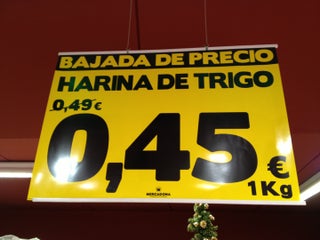 BAJADA DE PRECIO
HARINA DE TRIGO
0,49€
0,45 €
1Kg
MERCADONA